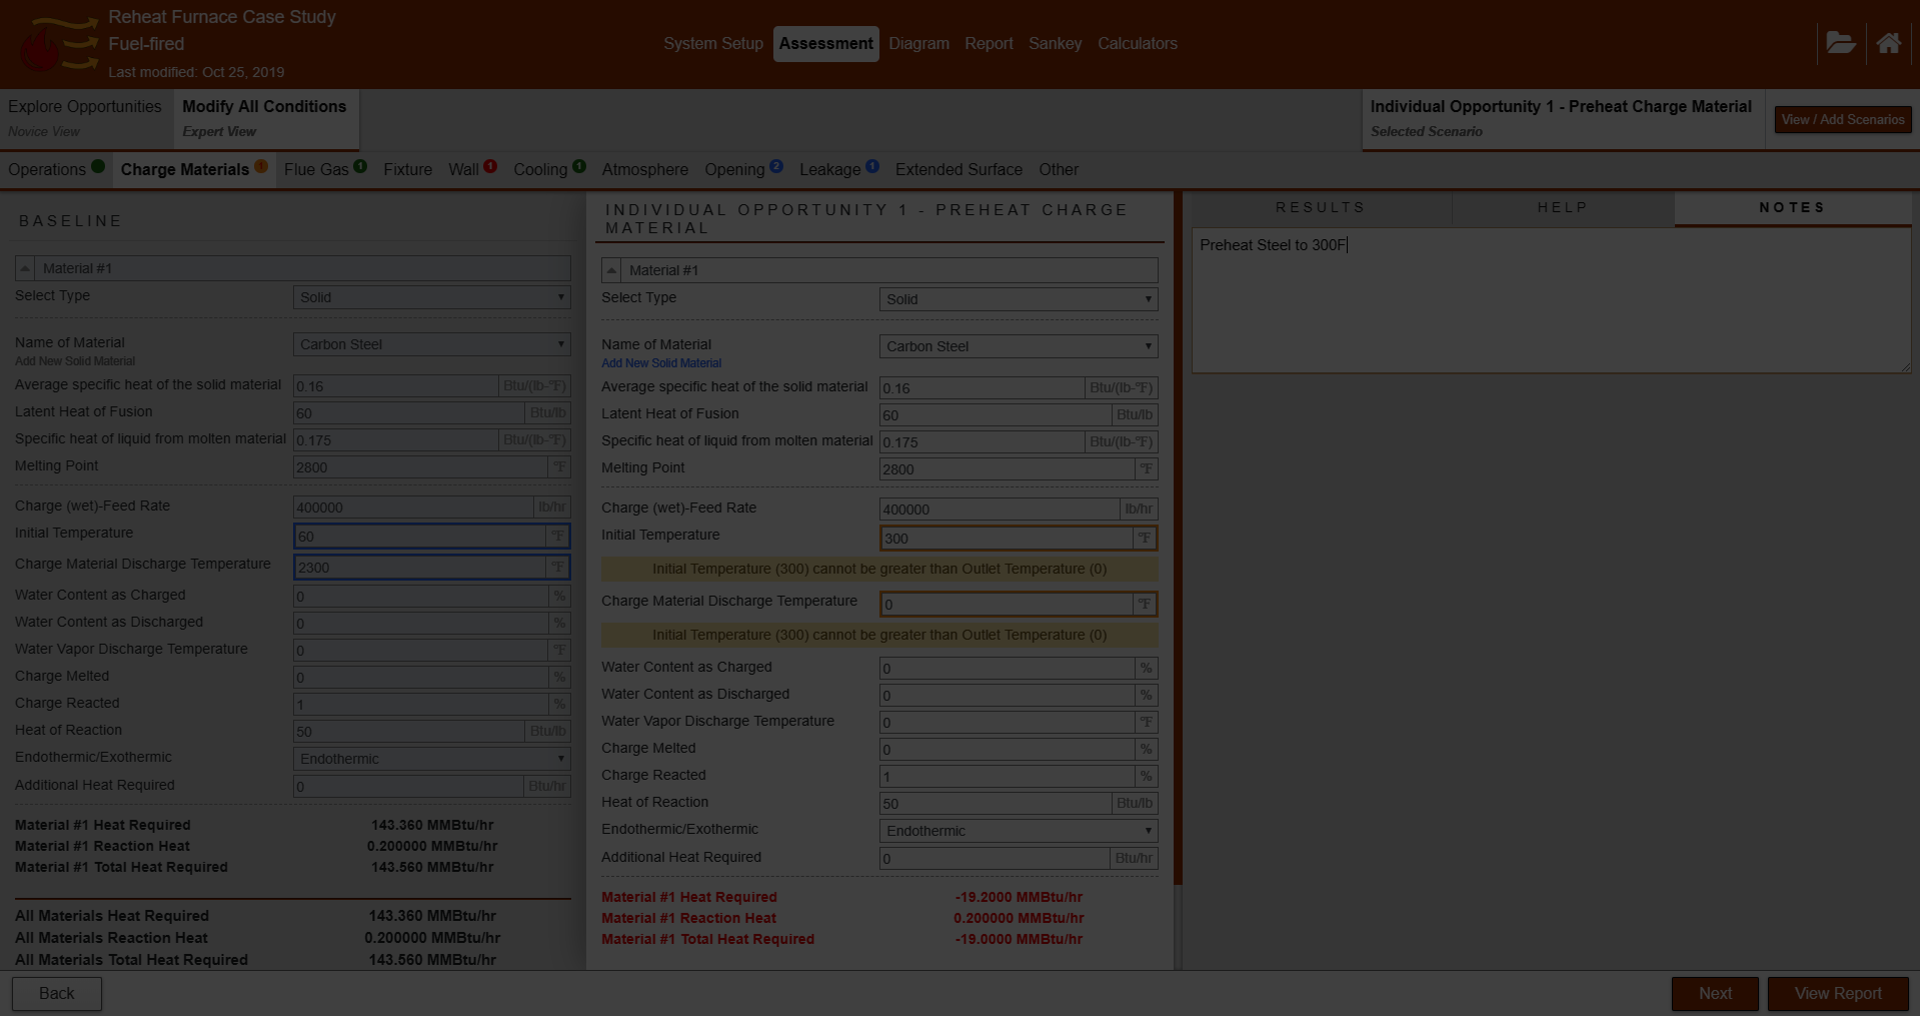 Reheat Furnace Case Study
Fuel-fired
Last modified: Oct 25, 2019
System Setup Assessment Diagram Report Sankey Calculators
Explore Opportunities
Novice View
Modify All Conditions
Expert View
Individual Opportunity 1 - Preheat Charge Material
Selected Scenario
View / Add Scenarios
Operations Charge Materials 1 Flue Gas 1 Fixture Wall 1 Cooling 1 Atmosphere Opening 2 Leakage 1 Extended Surface Other
BASELINE
Material #1
Select Type Solid
Name of Material Carbon Steel
Add New Solid Material
Average specific heat of the solid material 0.16 Btu/(lb-°F)
Latent Heat of Fusion 60 Btu/lb
Specific heat of liquid from molten material 0.175 Btu/(lb-°F)
Melting Point 2800 °F
Charge (wet)-Feed Rate 400000 lb/hr
Initial Temperature 60 °F
Charge Material Discharge Temperature 2300 °F
Water Content as Charged 0 %
Water Content as Discharged 0 %
Water Vapor Discharge Temperature 0 °F
Charge Melted 0 %
Charge Reacted 1 %
Heat of Reaction 50 Btu/lb
Endothermic/Exothermic Endothermic
Additional Heat Required 0 Btu/hr
Material #1 Heat Required 143.360 MMBtu/hr
Material #1 Reaction Heat 0.200000 MMBtu/hr
Material #1 Total Heat Required 143.560 MMBtu/hr
All Materials Heat Required 143.360 MMBtu/hr
All Materials Reaction Heat 0.200000 MMBtu/hr
All Materials Total Heat Required 143.560 MMBtu/hr
INDIVIDUAL OPPORTUNITY 1 - PREHEAT CHARGE
MATERIAL
Material #1
Select Type Solid
Name of Material Carbon Steel
Add New Solid Material
Average specific heat of the solid material 0.16 Btu/(lb-°F)
Latent Heat of Fusion 60 Btu/lb
Specific heat of liquid from molten material 0.175 Btu/(lb-°F)
Melting Point 2800 °F
Charge (wet)-Feed Rate 400000 lb/hr
Initial Temperature 300 °F
Initial Temperature (300) cannot be greater than Outlet Temperature (0)
Charge Material Discharge Temperature 0 °F
Initial Temperature (300) cannot be greater than Outlet Temperature (0)
Water Content as Charged 0 %
Water Content as Discharged 0 %
Water Vapor Discharge Temperature 0 °F
Charge Melted 0 %
Charge Reacted 1 %
Heat of Reaction 50 Btu/lb
Endothermic/Exothermic Endothermic
Additional Heat Required 0 Btu/hr
Material #1 Heat Required -19.2000 MMBtu/hr
Material #1 Reaction Heat 0.200000 MMBtu/hr
Material #1 Total Heat Required -19.0000 MMBtu/hr
RESULTS HELP NOTES
Preheat Steel to 300F
Back Next View Report